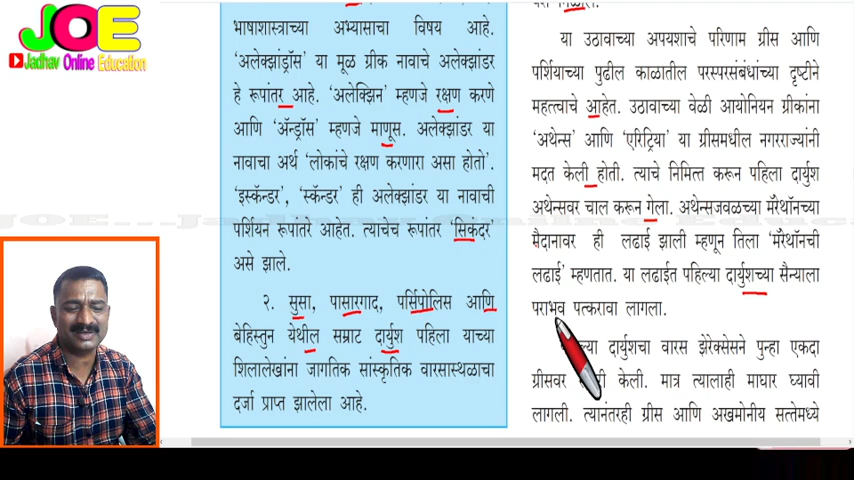 JOE
Jadhav Online Education
भाषाशास्त्राच्या अभ्यासाचा विषय आहे.
‘अलेक्झांड्रॉस’ या मूळ ग्रीक नावाचे अलेक्झांडर
हे रूपांतर आहे. ‘अलेक्झिन’ म्हणजे रक्षण करणे
आणि ‘अ‍ॅन्ड्रॉस’ म्हणजे माणूस. अलेक्झांडर या
नावाचा अर्थ ‘लोकांचे रक्षण करणारा असा होतो’.
‘इस्कॅन्डर’, ‘स्कॅन्डर’ ही अलेक्झांडर या नावाची
पर्शियन रूपांतरे आहेत. त्याचेच रूपांतर ‘सिकंदर’
असे झाले.
२. सुसा, पासारगाद, पर्सिपोलिस आणि
बेहिस्तुन येथील सम्राट दार्युश पहिला याच्या
शिलालेखांना जागतिक सांस्कृतिक वारसास्थळाचा
दर्जा प्राप्त झालेला आहे.
या उठावाच्या अपयशाचे परिणाम ग्रीस आणि
पर्शियाच्या पुढील काळातील परस्परसंबंधांच्या दृष्टीने
महत्त्वाचे आहेत. उठावाच्या वेळी आयोनियन ग्रीकांना
‘अथेन्स’ आणि ‘एरिट्रिया’ या ग्रीसमधील नगरराज्यांनी
मदत केली होती. त्याचे निमित्त करून पहिला दार्युश
अथेन्सवर चाल करून गेला. अथेन्सजवळच्या मॅरेथॉनच्या
मैदानावर ही लढाई झाली म्हणून तिला ‘मॅरेथॉनची
लढाई’ म्हणतात. या लढाईत पहिल्या दार्युशच्या सैन्याला
पराभव पत्करावा लागला.
दार्युशचा वारस झेरेक्सेसने पुन्हा एकदा
ग्रीसवर केली. मात्र त्यालाही माघार घ्यावी
लागली. त्यानंतरही ग्रीस आणि अखमोनीय सत्तेमध्ये